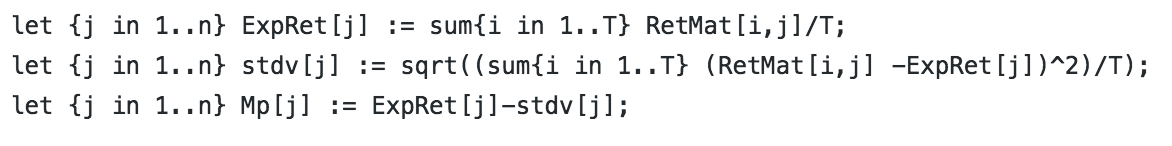 let {j in 1..n} ExpRet[j] := sum{i in 1..T} RetMat[i,j]/T;
let {j in 1..n} stdv[j] := sqrt((sum{i in 1..T} (RetMat[i,j] -ExpRet[j])^2)/T);
let {j in 1..n} Mp[j] := ExpRet[j]-stdv[j];